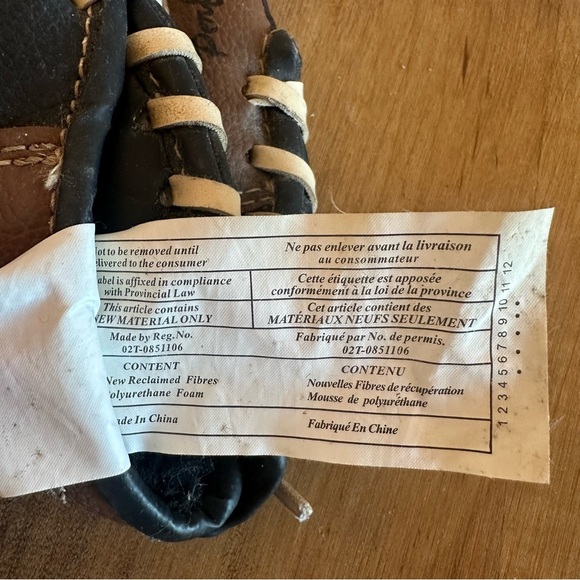 ot to be removed until
livered to the consumer
Ne pas enlever avant la livraison
au consommateur
abel is affixed in compliance
with Provincial Law
Cette étiquette est apposée
conformément à la loi de la province
This article contains
EW MATERIAL ONLY
Cet article contient des
MATÉRIAUX NEUFS SEULEMENT
Made by Reg.No.
02T-0851106
Fabriqué par No. de permis.
02T-0851106
CONTENT
New Reclaimed Fibres
olyurethane Foam
CONTENU
Nouvelles Fibres de récupération
Mousse de polyuréthane
ade In China
Fabriqué En Chine
1 2 3 4 5 6 7 8 9 10 11 12